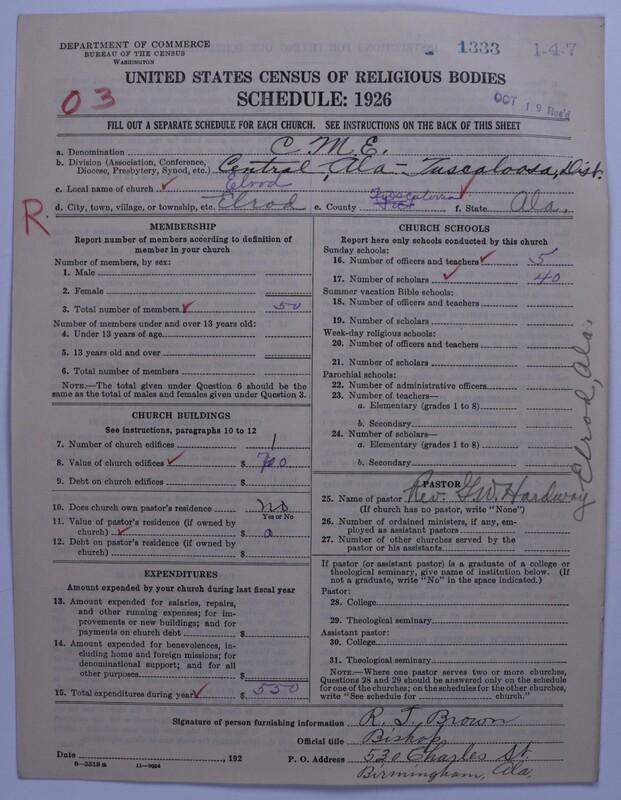 DEPARTMENT OF COMMERCE
BUREAU OF THE CENSUS
WASHINGTON
1333 1-4-7
UNITED STATES CENSUS OF RELIGIOUS BODIES
SCHEDULE: 1926
03
OCT 19 Rec'd
FILL OUT A SEPARATE SCHEDULE FOR EACH CHURCH. SEE INSTRUCTIONS ON THE BACK OF THIS SHEET
a. Denomination C.M.E.
b. Division (Association, Conference, Diocese, Presbytery, Synod, etc.) Central, Ala - Tuscaloosa, Dist.
c. Local name of church Elrod
d. City, town, village, or township, etc. Elrod e. County Tuscaloosa f. State Ala.
R.
MEMBERSHIP
Report number of members according to definition of
member in your church
Number of members, by sex:
1. Male
2. Female
3. Total number of members 50
Number of members under and over 13 years old:
4. Under 13 years of age
5. 13 years old and over
6. Total number of members
NOTE.—The total given under Question 6 should be the
same as the total of males and females given under Question 3.
CHURCH BUILDINGS
See instructions, paragraphs 10 to 12
7. Number of church edifices 1
8. Value of church edifices $ 700
9. Debt on church edifices $
10. Does church own pastor's residence No
Yes or No
11. Value of pastor's residence (if owned by
church) $ 0
12. Debt on pastor's residence (if owned by
church) $
EXPENDITURES
Amount expended by your church during last fiscal year
13. Amount expended for salaries, repairs,
and other running expenses; for im-
provements or new buildings; and for
payments on church debt $
14. Amount expended for benevolences, in-
cluding home and foreign missions; for
denominational support; and for all
other purposes $
15. Total expenditures during year $ 550
CHURCH SCHOOLS
Report here only schools conducted by this church
Sunday schools:
16. Number of officers and teachers 5
17. Number of scholars 40
Summer vacation Bible schools:
18. Number of officers and teachers
19. Number of scholars
Week-day religious schools:
20. Number of officers and teachers
21. Number of scholars
Parochial schools:
22. Number of administrative officers
23. Number of teachers—
a. Elementary (grades 1 to 8)
b. Secondary
24. Number of scholars—
a. Elementary (grades 1 to 8)
b. Secondary
PASTOR
25. Name of pastor Rev. G.W. Hardway
(If church has no pastor, write "None")
Elrod, Ala.
26. Number of ordained ministers, if any, em-
ployed as assistant pastors
27. Number of other churches served by the
pastor or his assistants
If pastor (or assistant pastor) is a graduate of a college or
theological seminary, give name of institution below. (If
not a graduate, write "No" in the space indicated.)
Pastor:
28. College
29. Theological seminary
Assistant pastor:
30. College
31. Theological seminary
NOTE.—Where one pastor serves two or more churches,
Questions 28 and 29 should be answered only on the schedule
for one of the churches; on the schedules for the other churches,
write "See schedule for church."
Signature of person furnishing information R. T. Brown
Official title Bishop
Date , 192 P. O. Address 530 Charles St.
8-5318 a 11-9024 Birmingham, Ala.